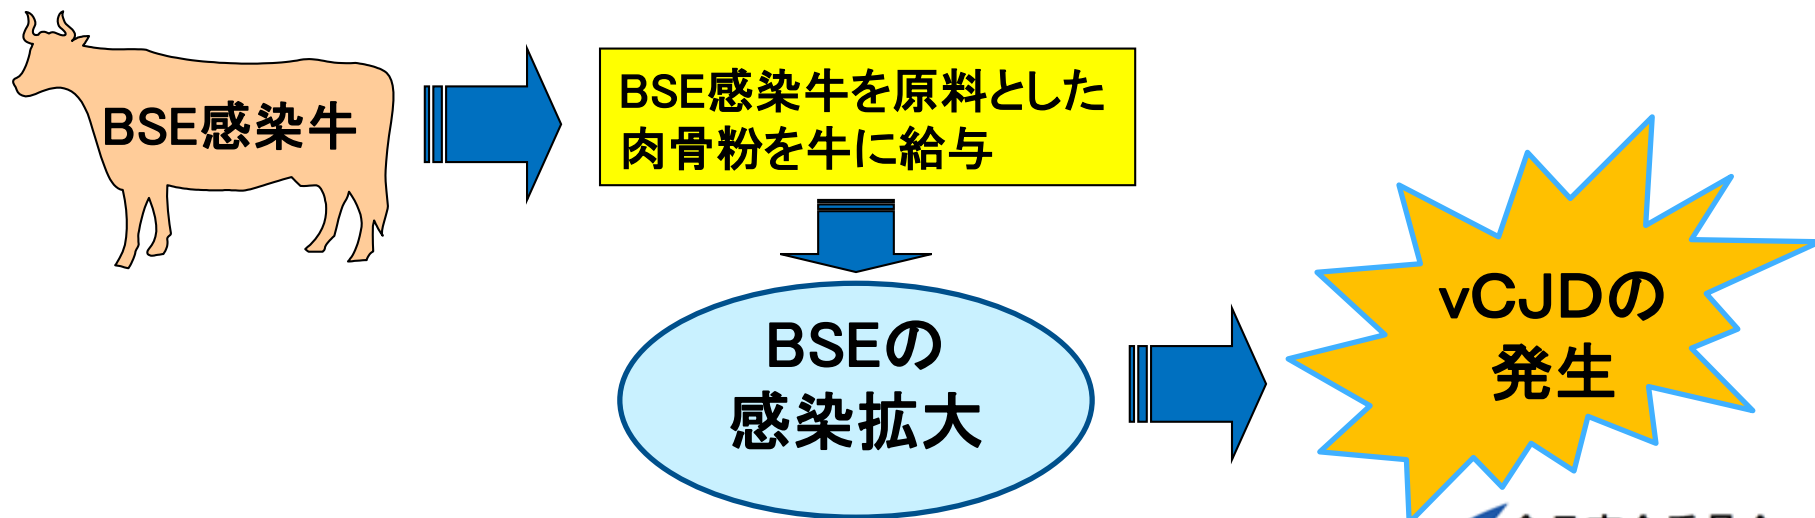 BSE感染牛
BSE感染牛を原料とした
肉骨粉を牛に給与
BSEの
感染拡大
vCJDの
発生